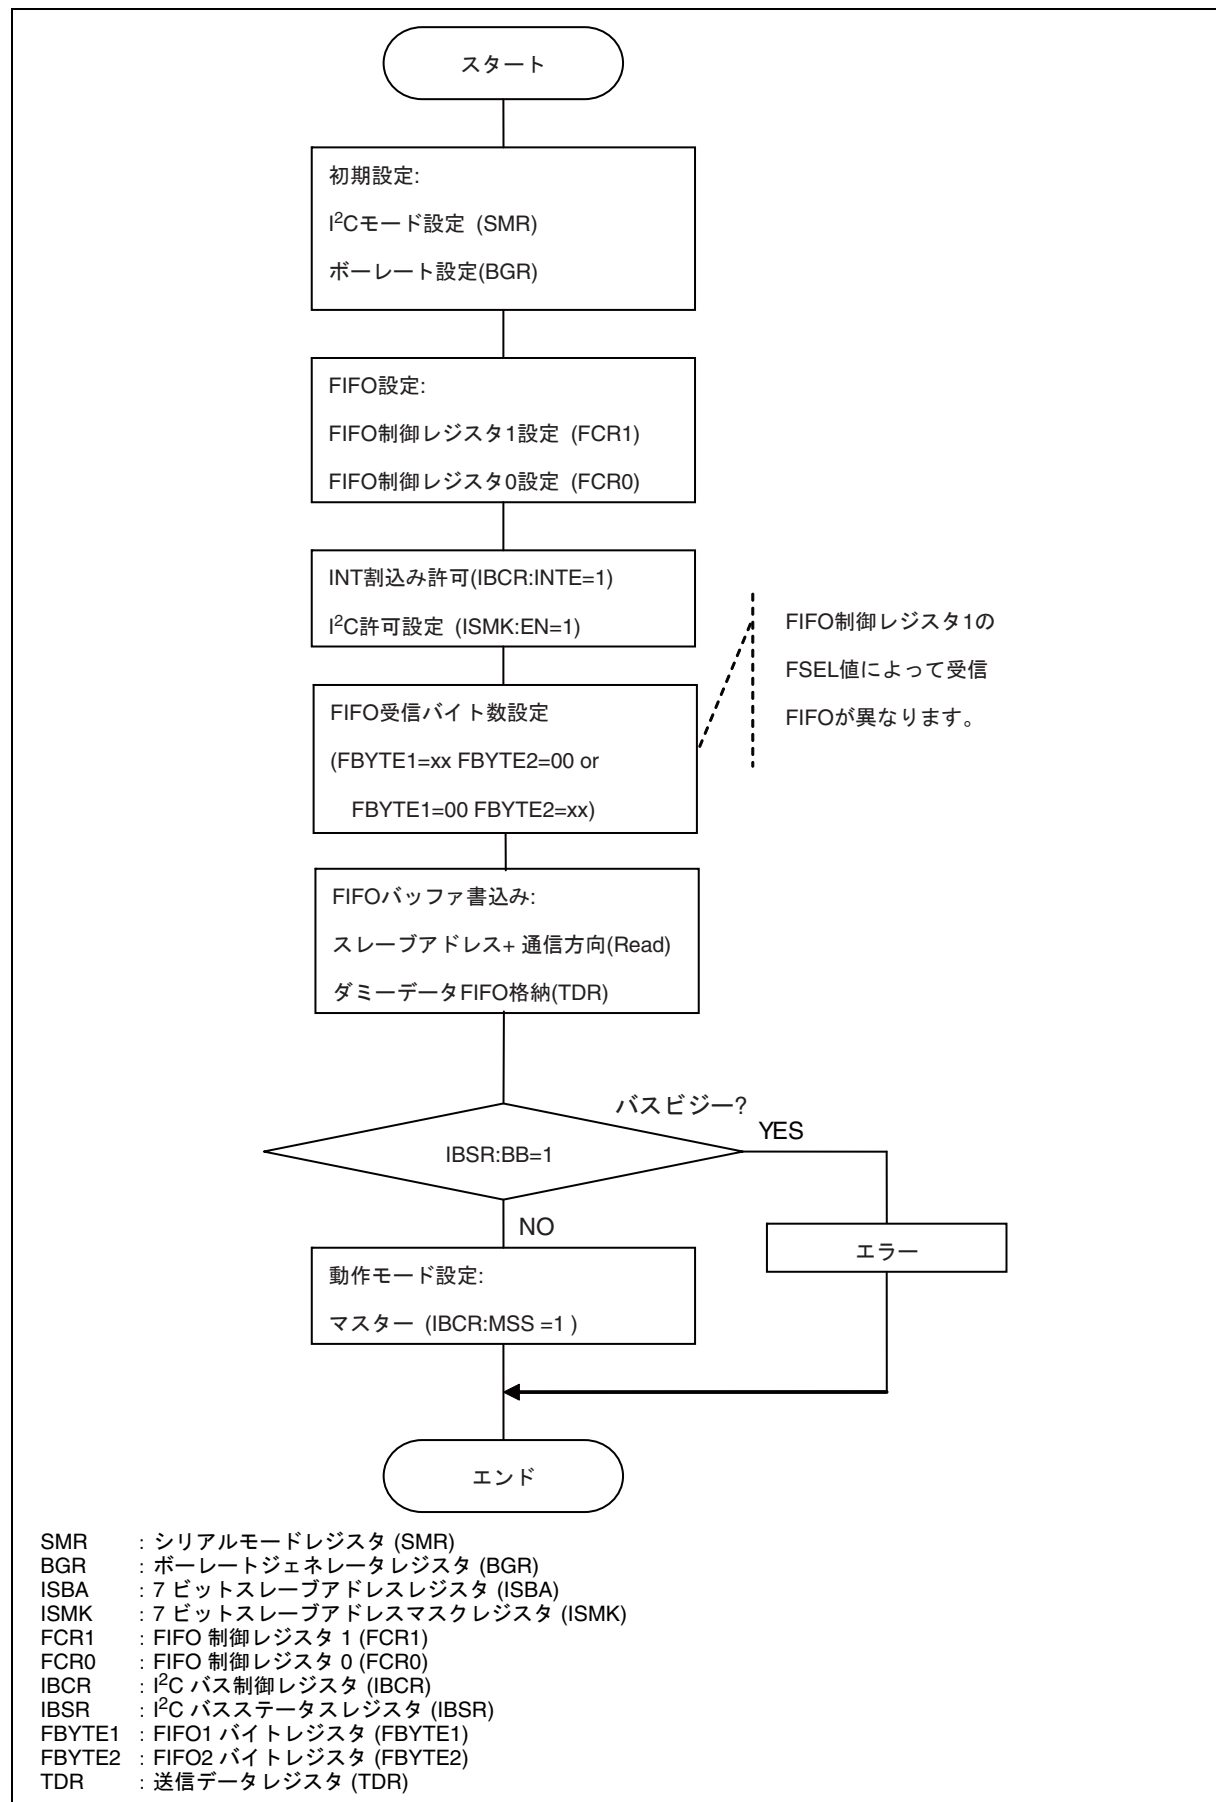 スタート
初期設定:
I²Cモード設定 (SMR)
ボーレート設定(BGR)
FIFO設定:
FIFO制御レジスタ1設定 (FCR1)
FIFO制御レジスタ0設定 (FCR0)
INT割込み許可(IBCR:INTE=1)
I²C許可設定 (ISMK:EN=1)
FIFO制御レジスタ1の
FSEL値によって受信
FIFOが異なります。
FIFO受信バイト数設定
(FBYTE1=xx FBYTE2=00 or
FBYTE1=00 FBYTE2=xx)
FIFOバッファ書込み:
スレーブアドレス+ 通信方向(Read)
ダミーデータFIFO格納(TDR)
バスビジー?
YES
IBSR:BB=1
NO
エラー
動作モード設定:
マスター (IBCR:MSS =1 )
エンド
SMR : シリアルモードレジスタ (SMR)
BGR : ボーレートジェネレータレジスタ (BGR)
ISBA : 7 ビットスレーブアドレスレジスタ (ISBA)
ISMK : 7 ビットスレーブアドレスマスクレジスタ (ISMK)
FCR1 : FIFO 制御レジスタ 1 (FCR1)
FCR0 : FIFO 制御レジスタ 0 (FCR0)
IBCR : I²C バス制御レジスタ (IBCR)
IBSR : I²C バスステータスレジスタ (IBSR)
FBYTE1 : FIFO1 バイトレジスタ (FBYTE1)
FBYTE2 : FIFO2 バイトレジスタ (FBYTE2)
TDR : 送信データレジスタ (TDR)